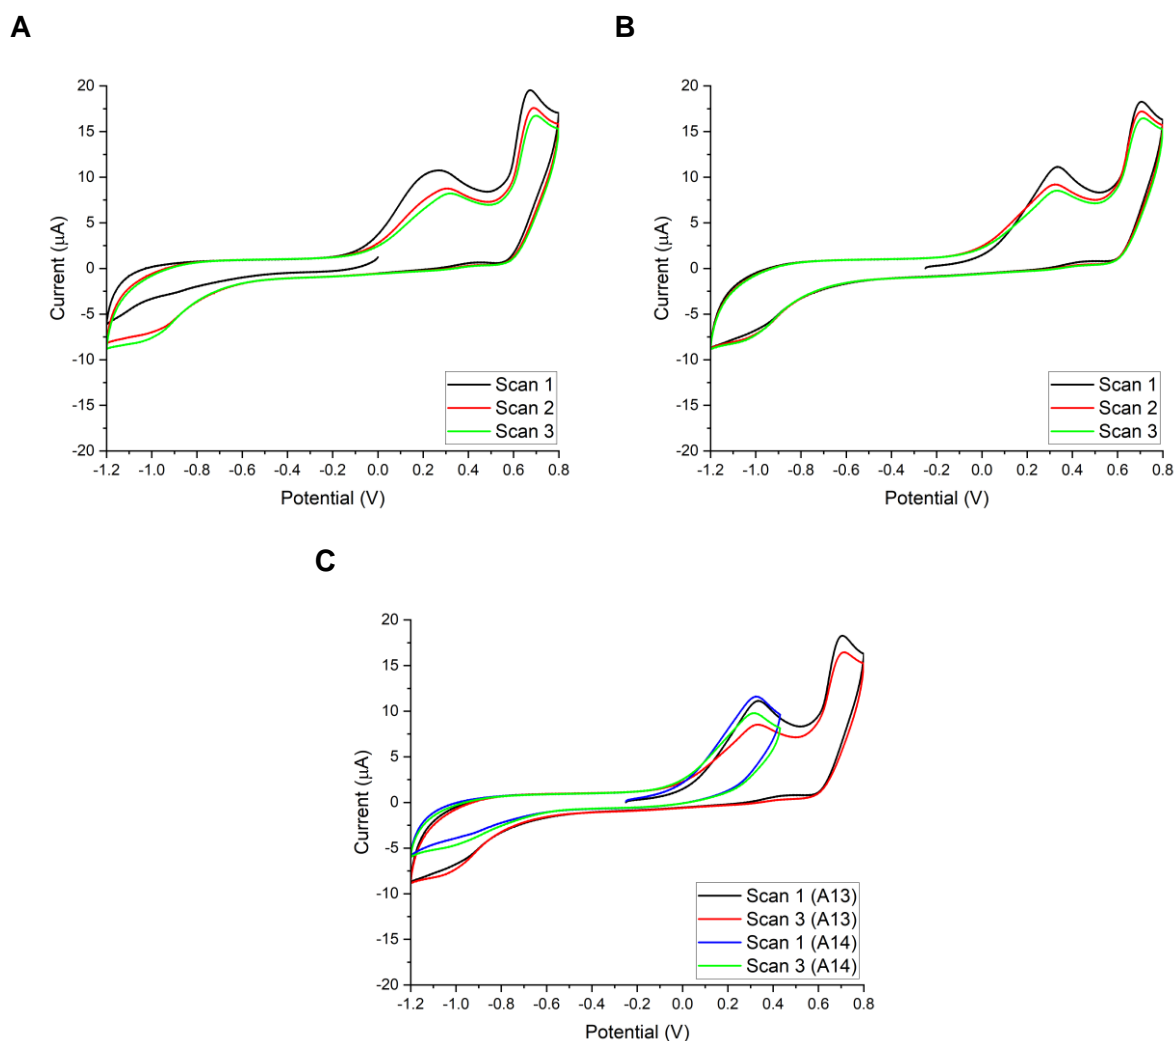 A
B
20
15
10
5
0
-5
-10
-15
-20
Current (μA)
-1.2 -1.0 -0.8 -0.6 -0.4 -0.2 0.0 0.2 0.4 0.6 0.8
Potential (V)
Scan 1
Scan 2
Scan 3
20
15
10
5
0
-5
-10
-15
-20
Current (μA)
-1.2 -1.0 -0.8 -0.6 -0.4 -0.2 0.0 0.2 0.4 0.6 0.8
Potential (V)
Scan 1
Scan 2
Scan 3
C
20
15
10
5
0
-5
-10
-15
-20
Current (μA)
-1.2 -1.0 -0.8 -0.6 -0.4 -0.2 0.0 0.2 0.4 0.6 0.8
Potential (V)
Scan 1 (A13)
Scan 3 (A13)
Scan 1 (A14)
Scan 3 (A14)